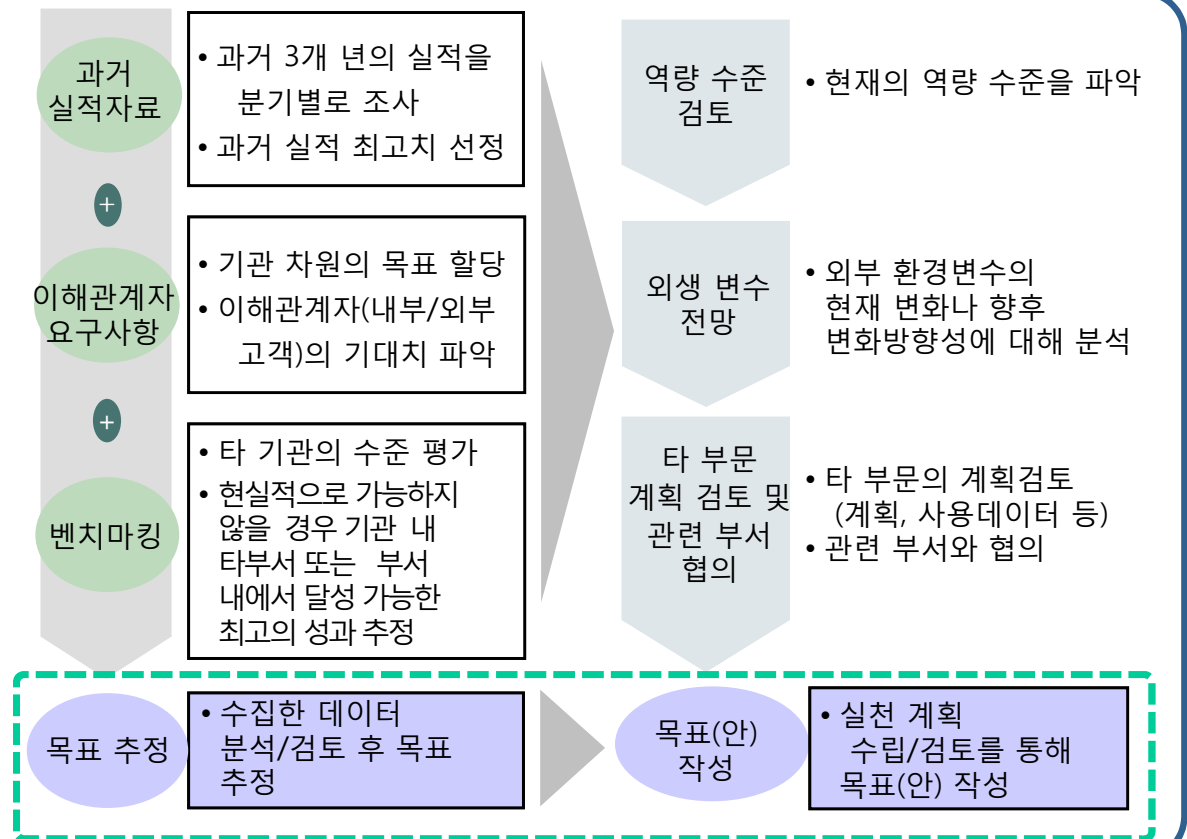 과거
실적자료
• 과거 3개 년의 실적을
분기별로 조사
• 과거 실적 최고치 선정
+
이해관계자
요구사항
• 기관 차원의 목표 할당
• 이해관계자(내부/외부
고객)의 기대치 파악
+
벤치마킹
• 타 기관의 수준 평가
• 현실적으로 가능하지
않을 경우 기관 내
타부서 또는 부서
내에서 달성 가능한
최고의 성과 추정
역량 수준
검토
• 현재의 역량 수준을 파악
외생 변수
전망
• 외부 환경변수의
현재 변화나 향후
변화방향성에 대해 분석
타 부문
계획 검토 및
관련 부서
협의
• 타 부문의 계획검토
(계획, 사용데이터 등)
• 관련 부서와 협의
목표 추정
• 수집한 데이터
분석/검토 후 목표
추정
목표(안)
작성
• 실천 계획
수립/검토를 통해
목표(안) 작성